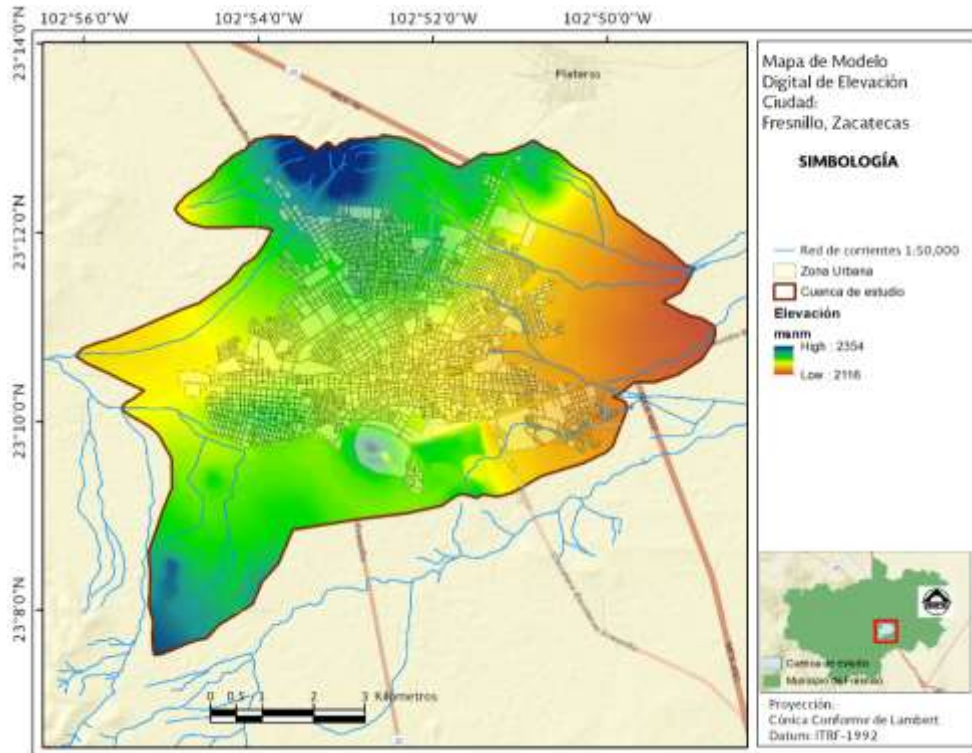 102°56'0"W 102°54'0"W 102°52'0"W 102°50'0"W
23°14'0"N
23°12'0"N
23°10'0"N
23°8'0"N
Plateros
0 0.5 1 2 3 Kilómetros
Mapa de Modelo
Digital de Elevación
Ciudad:
Fresnillo, Zacatecas
SIMBOLOGÍA
Red de corrientes 1:50,000
Zona Urbana
Cuenca de estudio
Elevación
msnm
High : 2354
Low : 2116
Cuenca de estudio
Municipio de Fresnillo
Proyección:
Cónica Conforme de Lambert
Datum: ITRF-1992